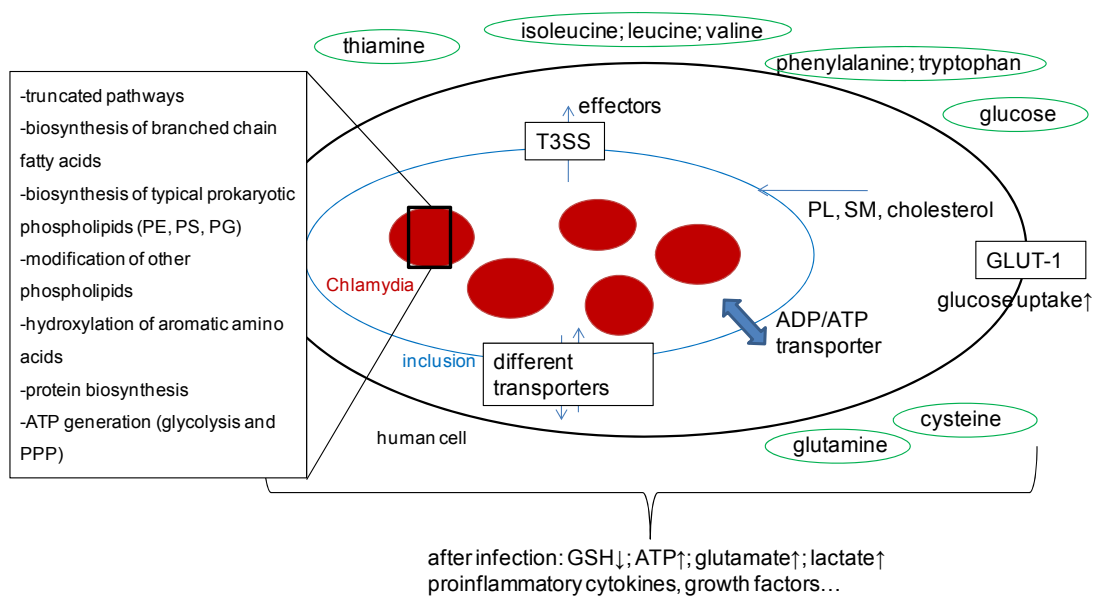 isoleucine; leucine; valine
thiamine
phenylalanine; tryptophan
glucose
-truncated pathways
-biosynthesis of branched chain
fatty acids
-biosynthesis of typical prokaryotic
phospholipids (PE, PS, PG)
-modification of other
phospholipids
-hydroxylation of aromatic amino
acids
-protein biosynthesis
-ATP generation (glycolysis and
PPP)
effectors
T3SS
PL, SM, cholesterol
GLUT-1
glucose uptake↑
Chlamydia
ADP/ATP
transporter
inclusion
different
transporters
human cell
cysteine
glutamine
after infection: GSH↓; ATP↑; glutamate↑; lactate↑
proinflammatory cytokines, growth factors…